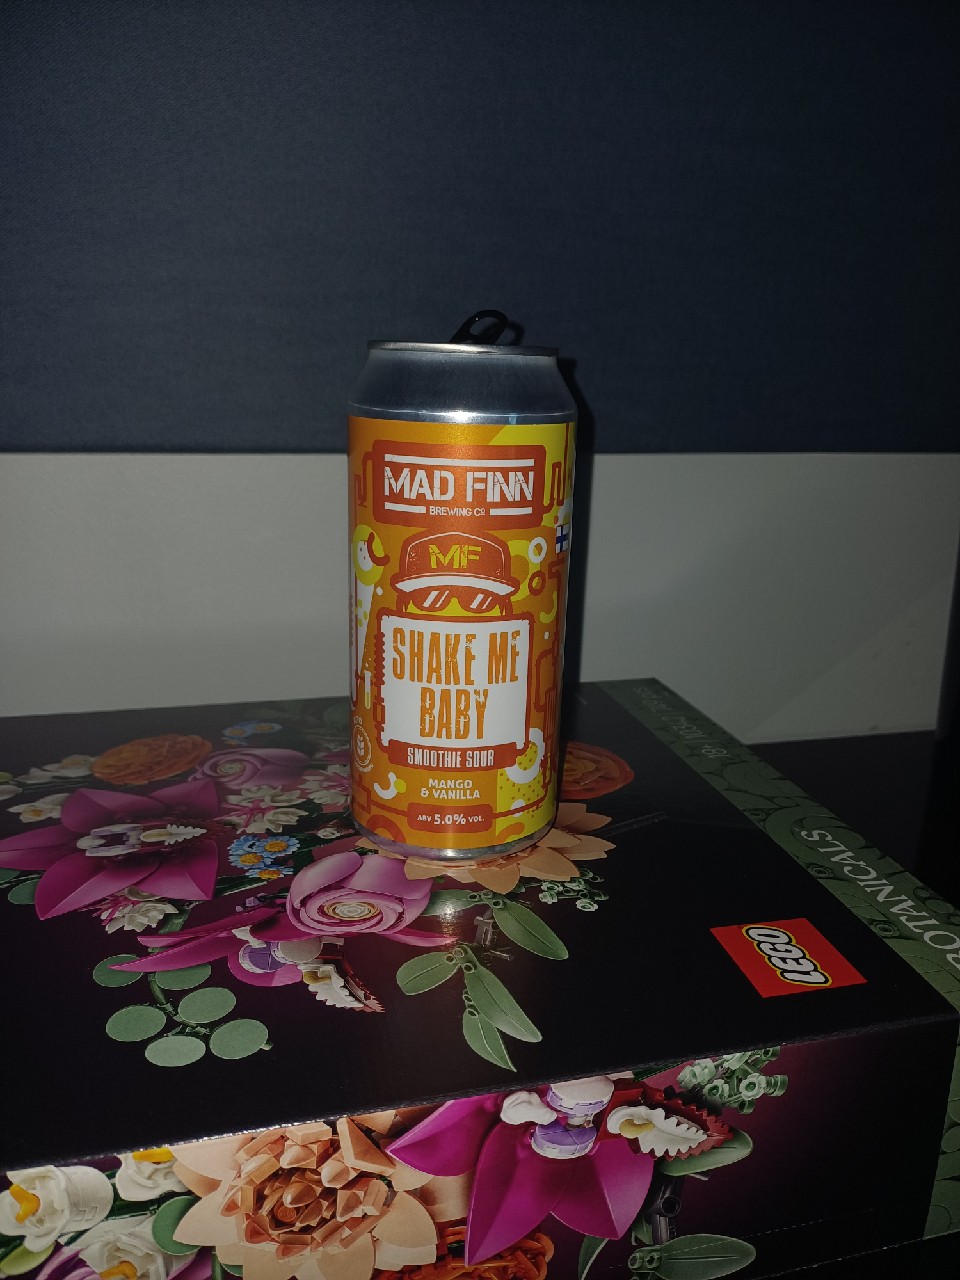 MAD FINN
BREWING Cº
MF
SHAKE ME
BABY
SMOOTHIE SOUR
MANGO
& VANILLA
ABV 5.0% VOL.
LEGO
BOTANICALS